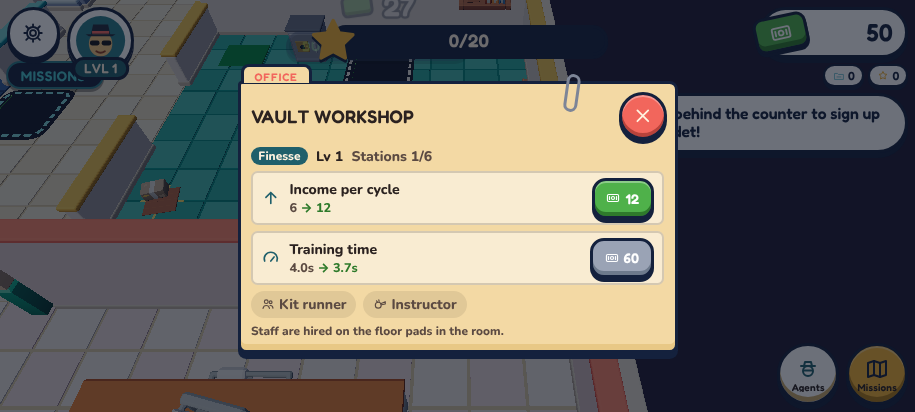 27
0/20
50
MISSIONS
LVL 1
0
0
OFFICE
VAULT WORKSHOP
behind the counter to sign up
det!
Finesse Lv 1 Stations 1/6
Income per cycle
6 → 12
12
Training time
4.0s → 3.7s
60
Kit runner Instructor
Staff are hired on the floor pads in the room.
Agents
Missions